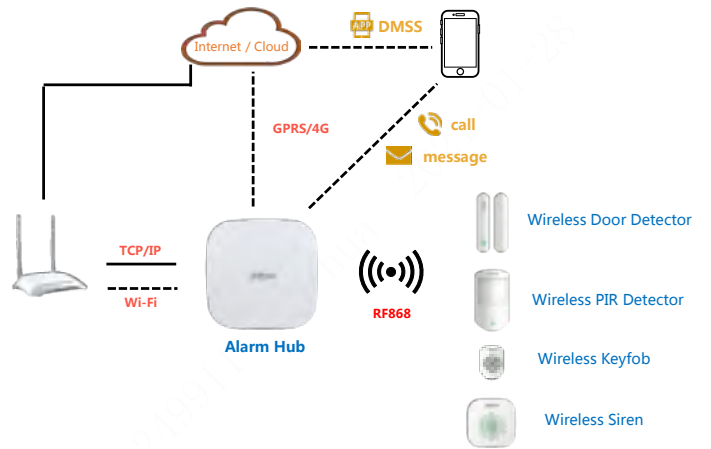 APP DMSS
Internet / Cloud
GPRS/4G
call
message
TCP/IP
Wi-Fi
RF868
Alarm Hub
Wireless Door Detector
Wireless PIR Detector
Wireless Keyfob
Wireless Siren